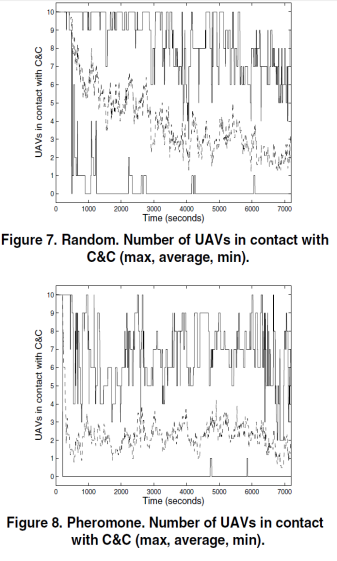 10
9
8
7
6
5
4
3
2
1
0
UAVs in contact with C&C
0 1000 2000 3000 4000 5000 6000 7000
Time (seconds)
Figure 7. Random. Number of UAVs in contact with
C&C (max, average, min).
10
9
8
7
6
5
4
3
2
1
0
UAVs in contact with C&C
0 1000 2000 3000 4000 5000 6000 7000
Time (seconds)
Figure 8. Pheromone. Number of UAVs in contact
with C&C (max, average, min).